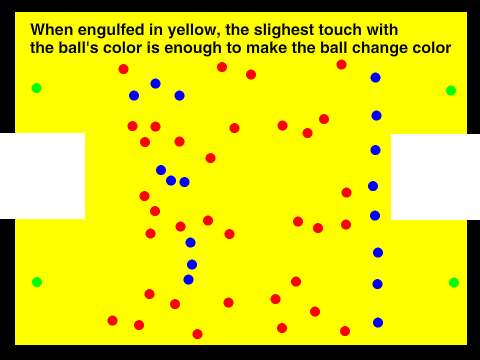 When engulfed in yellow, the slighest touch with
the ball's color is enough to make the ball change color